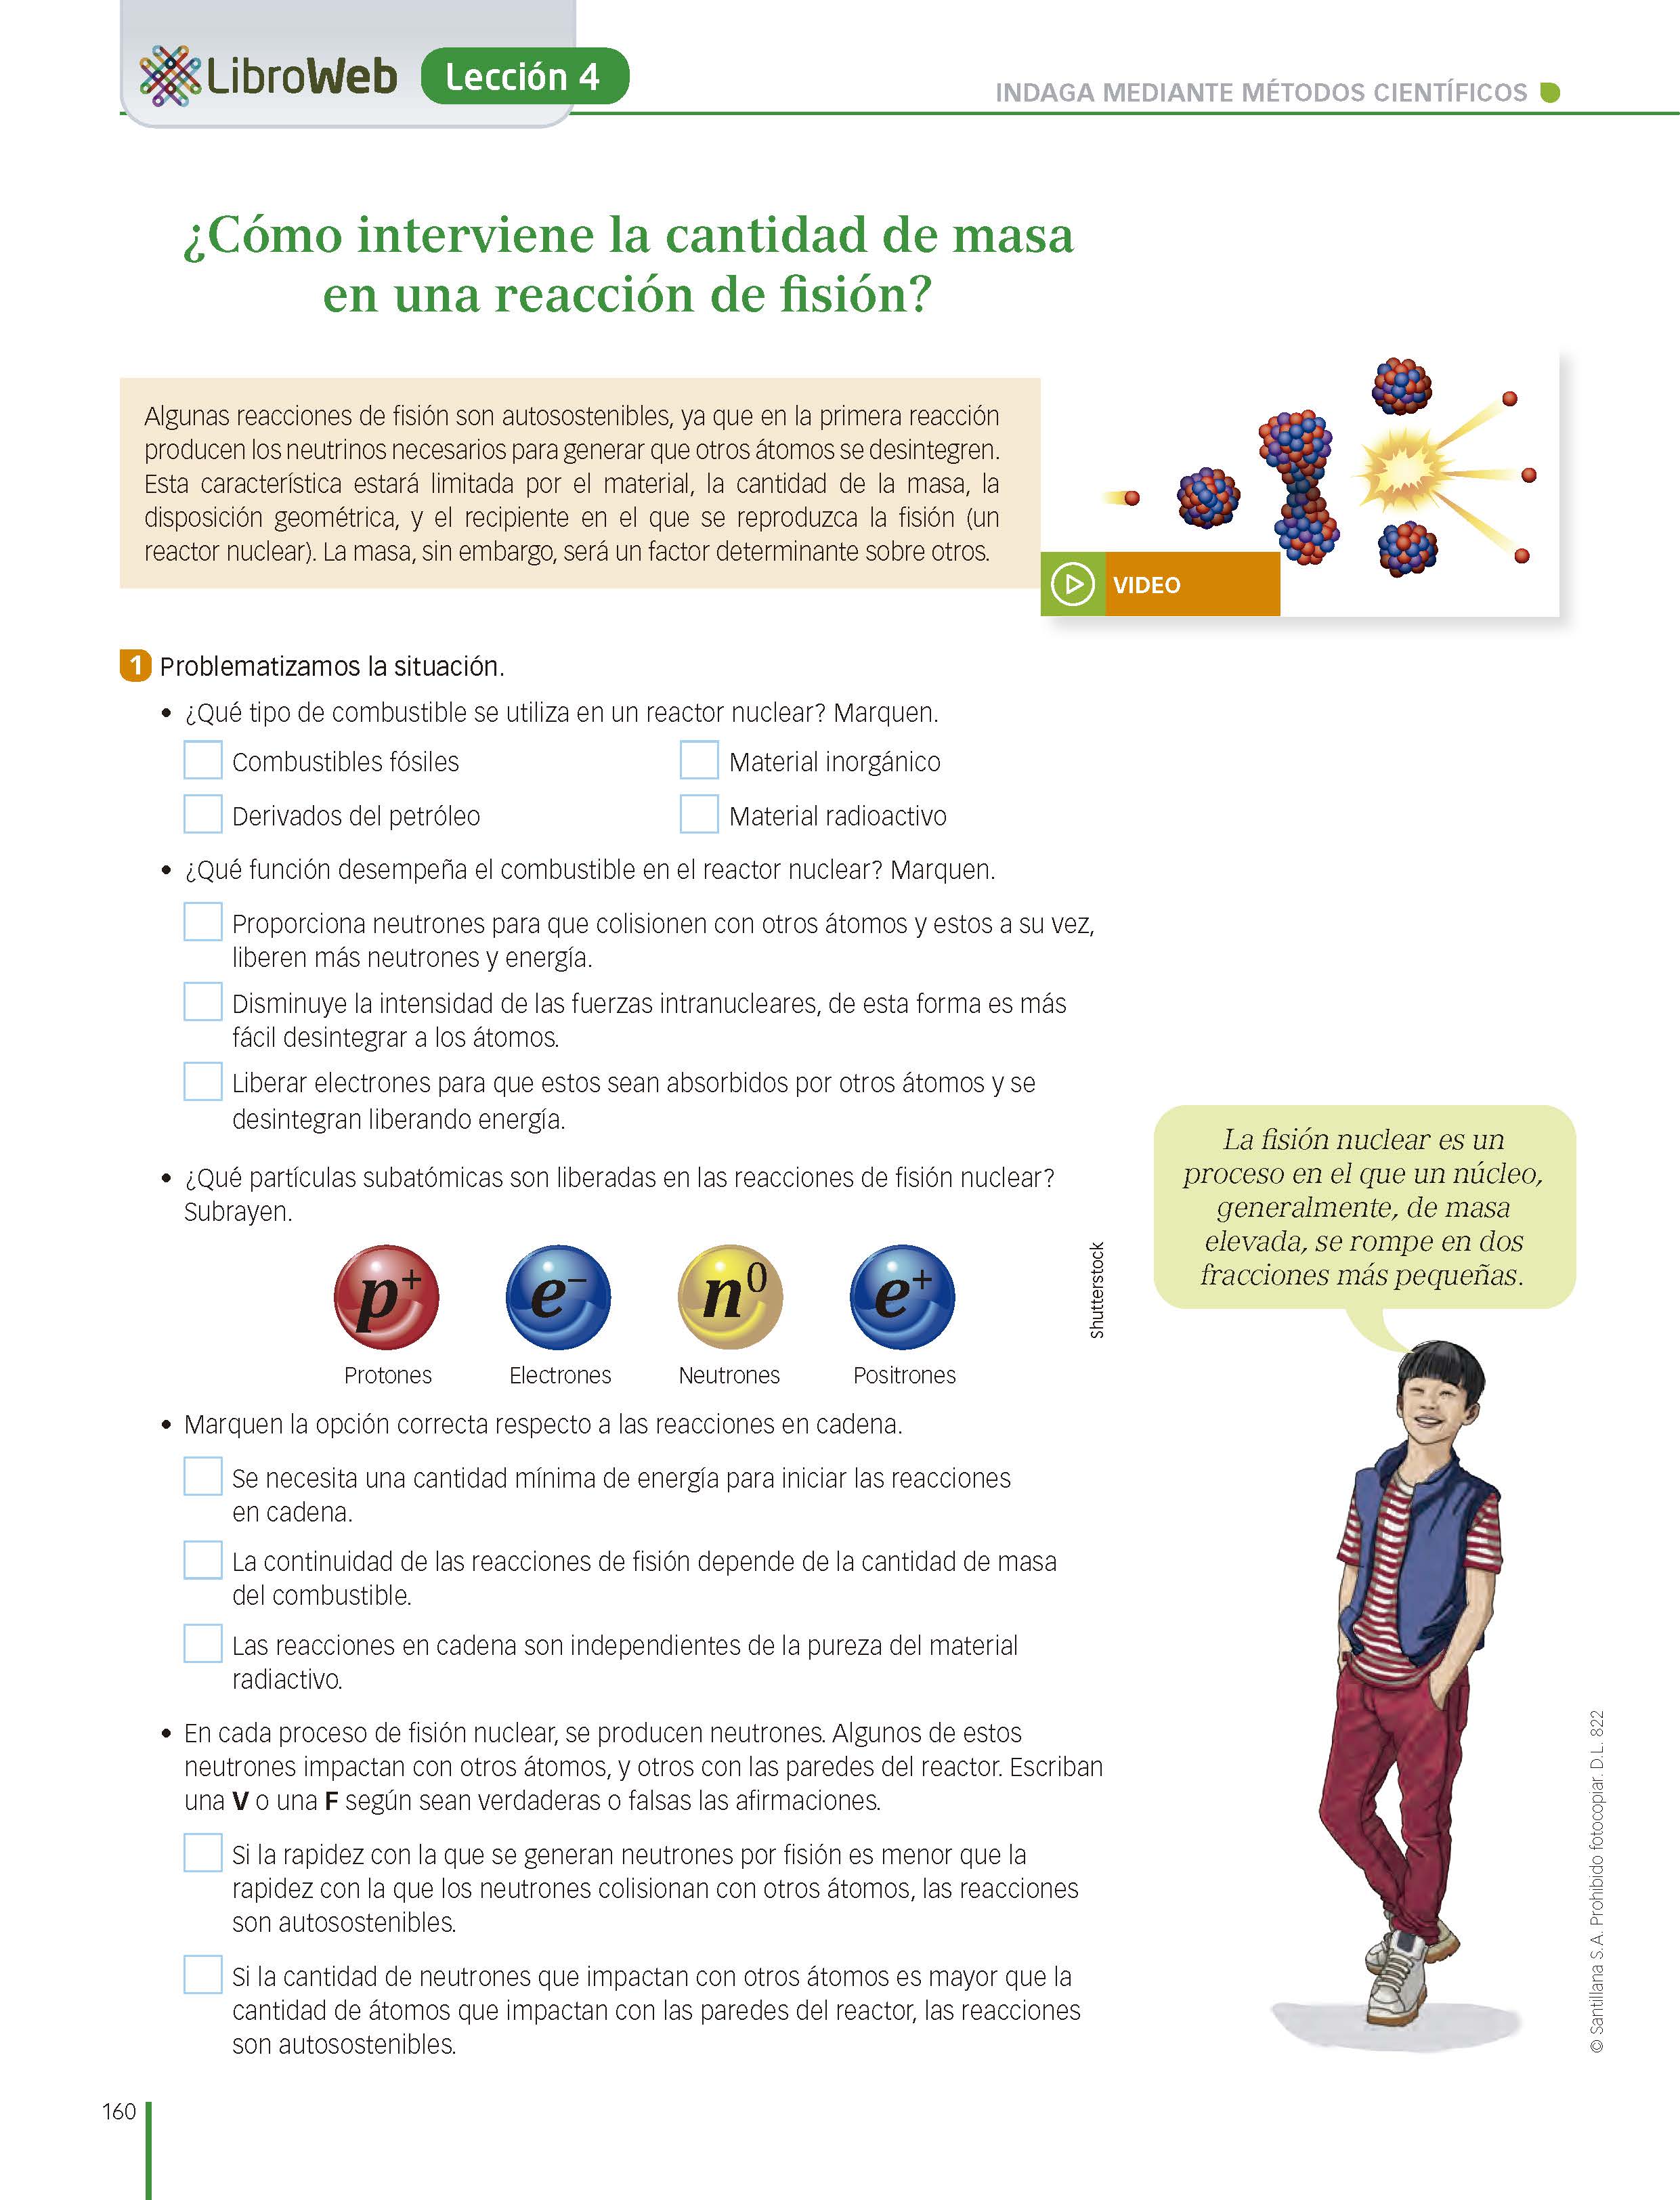 LibroWeb Lección 4
INDAGA MEDIANTE MÉTODOS CIENTÍFICOS
¿Cómo interviene la cantidad de masa
en una reacción de fisión?
Algunas reacciones de fisión son autosostenibles, ya que en la primera reacción
producen los neutrinos necesarios para generar que otros átomos se desintegren.
Esta característica estará limitada por el material, la cantidad de la masa, la
disposición geométrica, y el recipiente en el que se reproduzca la fisión (un
reactor nuclear). La masa, sin embargo, será un factor determinante sobre otros.
VIDEO
1 Problematizamos la situación.
• ¿Qué tipo de combustible se utiliza en un reactor nuclear? Marquen.
Combustibles fósiles
Material inorgánico
Derivados del petróleo
Material radioactivo
• ¿Qué función desempeña el combustible en el reactor nuclear? Marquen.
Proporciona neutrones para que colisionen con otros átomos y estos a su vez,
liberen más neutrones y energía.
Disminuye la intensidad de las fuerzas intranucleares, de esta forma es más
fácil desintegrar a los átomos.
Liberar electrones para que estos sean absorbidos por otros átomos y se
desintegran liberando energía.
• ¿Qué partículas subatómicas son liberadas en las reacciones de fisión nuclear?
Subrayen.
p+ e− n0 e+
Protones Electrones Neutrones Positrones
Shutterstock
La fisión nuclear es un
proceso en el que un núcleo,
generalmente, de masa
elevada, se rompe en dos
fracciones más pequeñas.
• Marquen la opción correcta respecto a las reacciones en cadena.
Se necesita una cantidad mínima de energía para iniciar las reacciones
en cadena.
La continuidad de las reacciones de fisión depende de la cantidad de masa
del combustible.
Las reacciones en cadena son independientes de la pureza del material
radiactivo.
• En cada proceso de fisión nuclear, se producen neutrones. Algunos de estos
neutrones impactan con otros átomos, y otros con las paredes del reactor. Escriban
una V o una F según sean verdaderas o falsas las afirmaciones.
Si la rapidez con la que se generan neutrones por fisión es menor que la
rapidez con la que los neutrones colisionan con otros átomos, las reacciones
son autosostenibles.
Si la cantidad de neutrones que impactan con otros átomos es mayor que la
cantidad de átomos que impactan con las paredes del reactor, las reacciones
son autosostenibles.
© Santillana S.A. Prohibido fotocopiar. D.L. 822
160